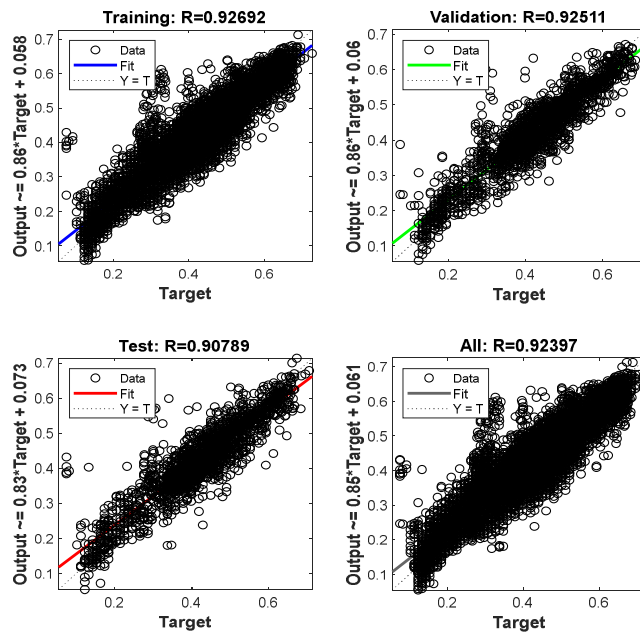 Training: R=0.92692
Output ~= 0.86*Target + 0.058
0.7
0.6
0.5
0.4
0.3
0.2
0.1
Data
Fit
Y = T
0.2 0.4 0.6
Target
Validation: R=0.92511
Output ~= 0.86*Target + 0.06
0.7
0.6
0.5
0.4
0.3
0.2
0.1
Data
Fit
Y = T
0.2 0.4 0.6
Target
Test: R=0.90789
Output ~= 0.83*Target + 0.073
0.7
0.6
0.5
0.4
0.3
0.2
0.1
Data
Fit
Y = T
0.2 0.4 0.6
Target
All: R=0.92397
Output ~= 0.85*Target + 0.061
0.7
0.6
0.5
0.4
0.3
0.2
0.1
Data
Fit
Y = T
0.2 0.4 0.6
Target